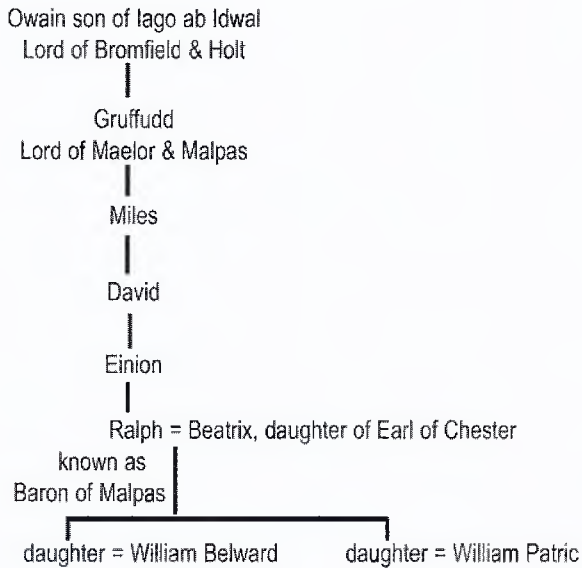 Owain son of Iago ab Idwal
Lord of Bromfield & Holt
Gruffudd
Lord of Maelor & Malpas
Miles
David
Einion
Ralph = Beatrix, daughter of Earl of Chester
known as
Baron of Malpas
daughter = William Belward daughter = William Patric